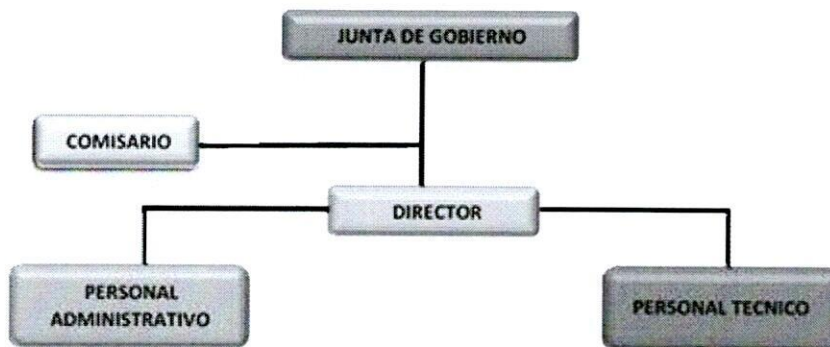 JUNTA DE GOBIERNO
COMISARIO
DIRECTOR
PERSONAL
ADMINISTRATIVO
PERSONAL TECNICO